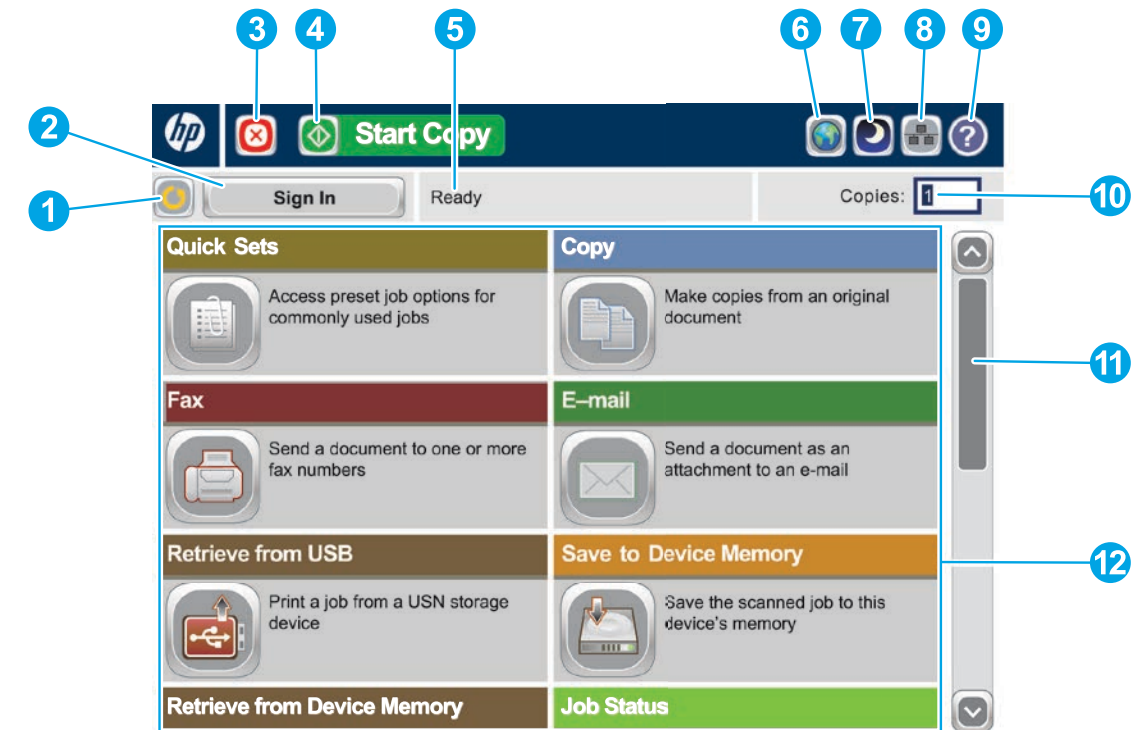 3 4 5 6 7 8 9
hp Start Copy ?
2
Sign In Ready Copies: 1
1 10
Quick Sets
Access preset job options for
commonly used jobs
Copy
Make copies from an original
document
11
Fax
Send a document to one or more
fax numbers
E–mail
Send a document as an
attachment to an e-mail
Retrieve from USB
Print a job from a USN storage
device
Save to Device Memory
Save the scanned job to this
device's memory
12
Retrieve from Device Memory
Job Status